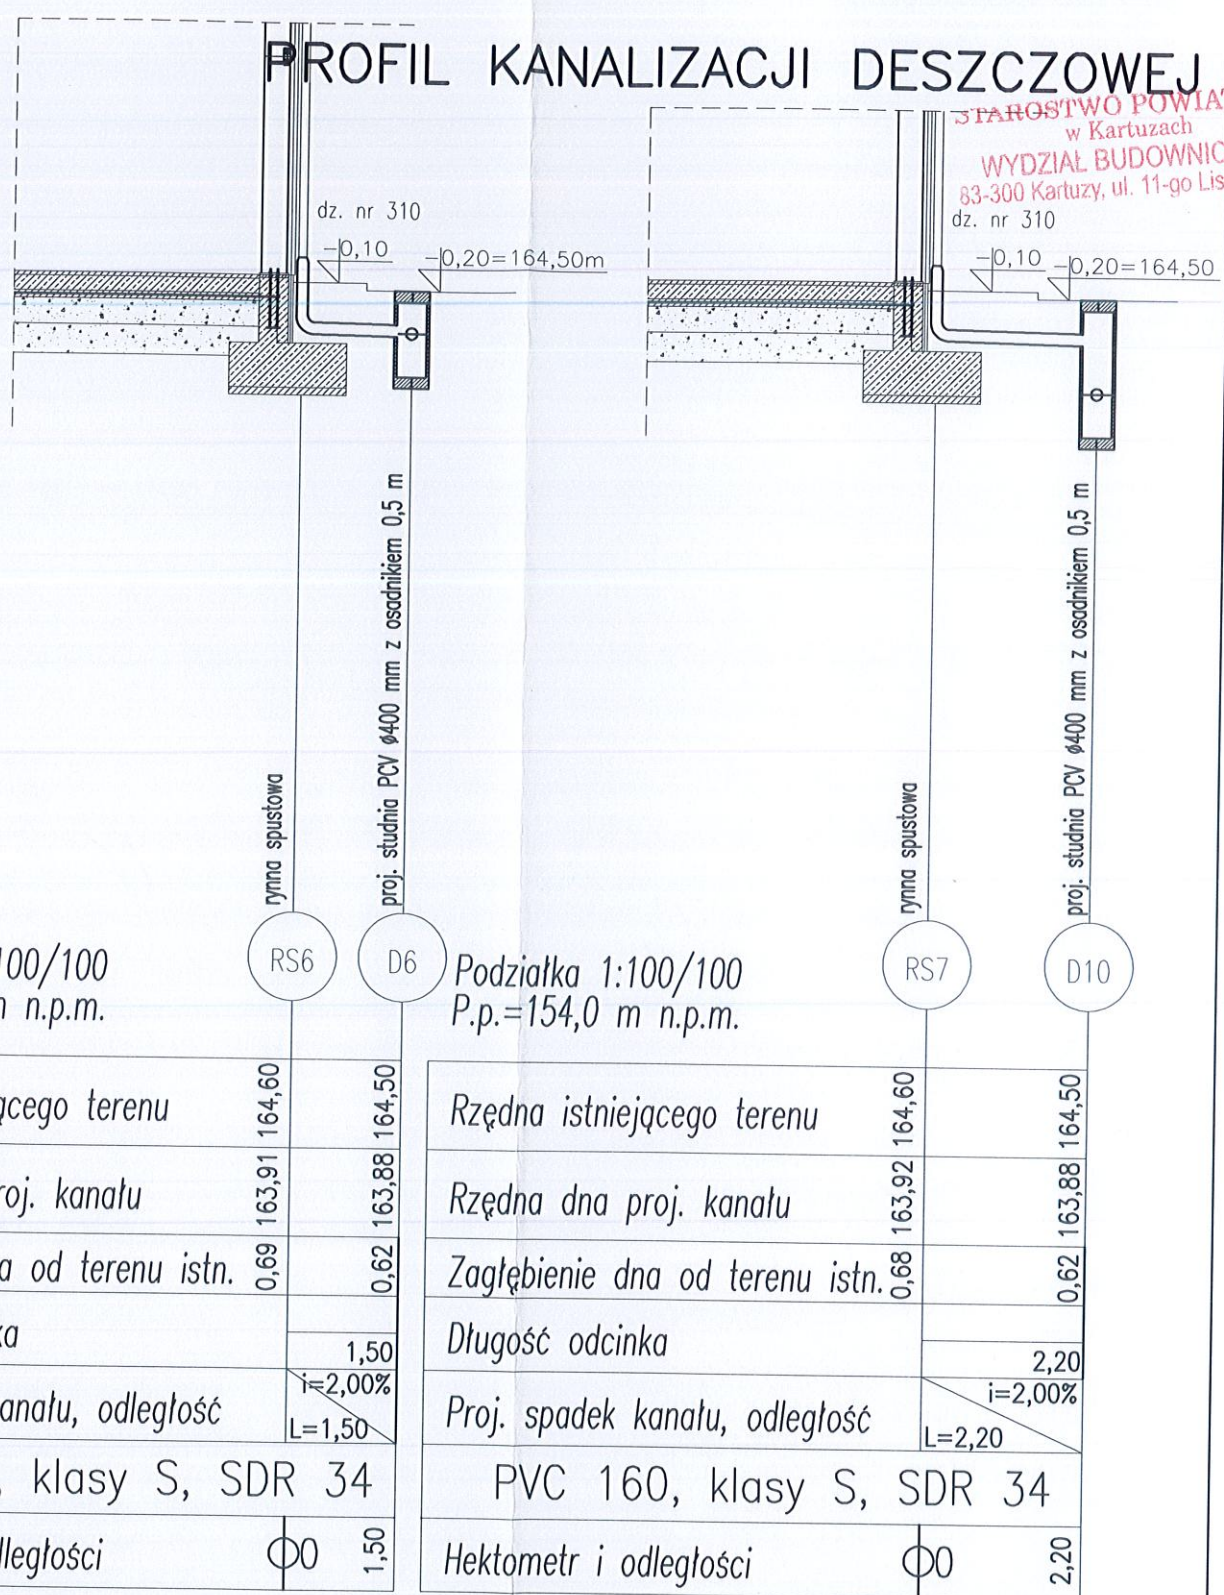 PROFIL KANALIZACJI DESZCZOWEJ
STAROSTWO POWIAT
w Kartuzach
WYDZIAŁ BUDOWNIC
83-300 Kartuzy, ul. 11-go Lis
dz. nr 310
-0,10
-0,20=164,50m
dz. nr 310
-0,10
-0,20=164,50
rynna spustowa
proj. studnia PCV ø400 mm z osadnikiem 0,5 m
rynna spustowa
proj. studnia PCV ø400 mm z osadnikiem 0,5 m
00/100
n.p.m.
RS6
D6
Podziałka 1:100/100
P.p.=154,0 m n.p.m.
RS7
D10
ącego terenu 164,60 164,50
roj. kanału 163,91 163,88
a od terenu istn. 0,69 0,62
ka 1,50
i=2,00%
anału, odległość
L=1,50
, klasy S, SDR 34
dległości 0 1,50
Rzędna istniejącego terenu 164,60 164,50
Rzędna dna proj. kanału 163,92 163,88
Zagłębienie dna od terenu istn. 0,68 0,62
Długość odcinka 2,20
i=2,00%
Proj. spadek kanału, odległość
L=2,20
PVC 160, klasy S, SDR 34
Hektometr i odległości 0 2,20